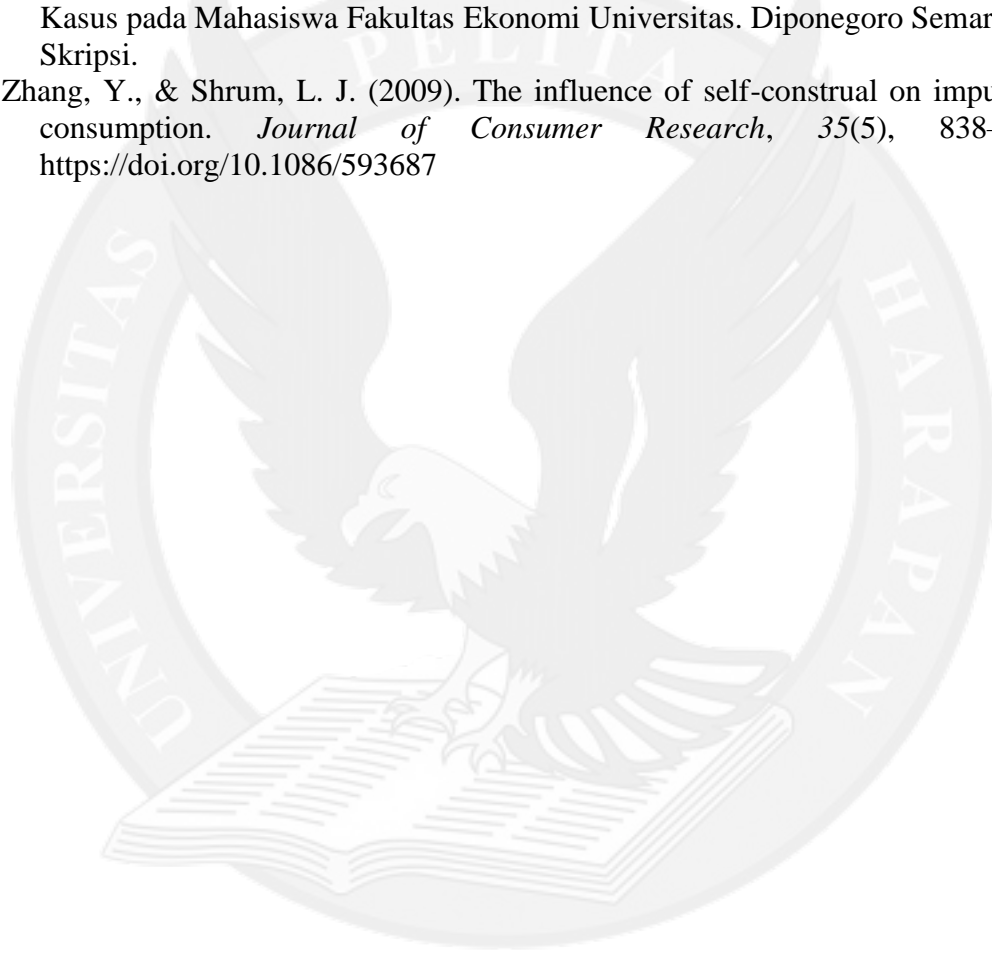 Kasus pada Mahasiswa Fakultas Ekonomi Universitas. Diponegoro Semar
Skripsi.
Zhang, Y., & Shrum, L. J. (2009). The influence of self-construal on impu
consumption. Journal of Consumer Research, 35(5), 838–
https://doi.org/10.1086/593687
UNIVERSITAS PELITA HARAPAN